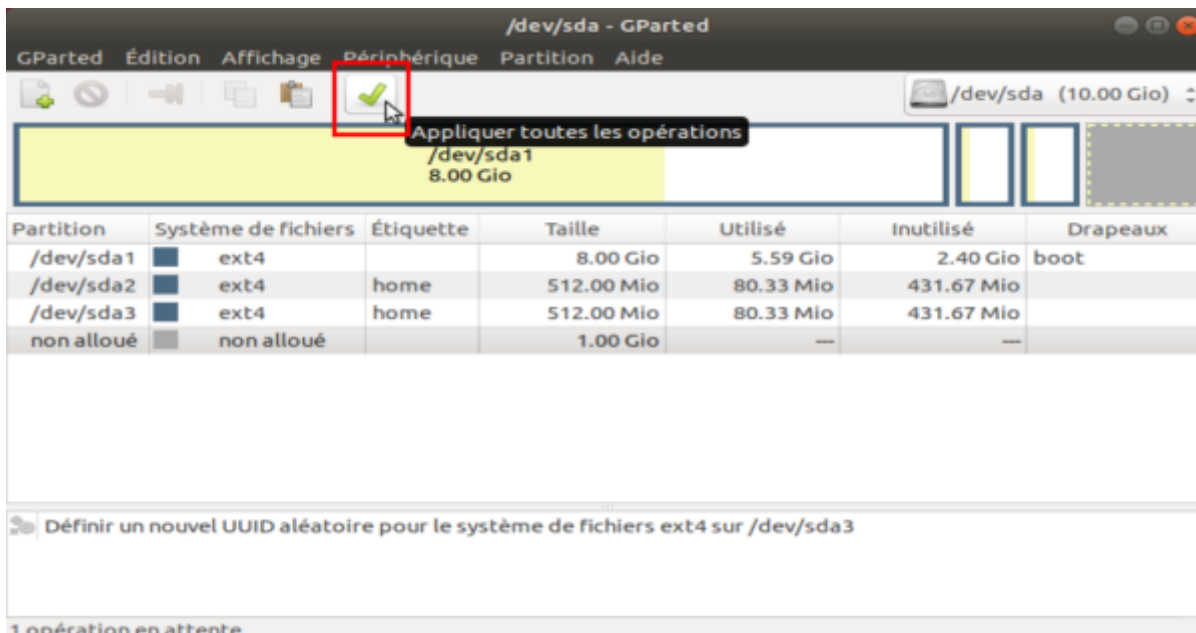 /dev/sda - GParted
GParted Édition Affichage Périphérique Partition Aide
/dev/sda (10.00 Gio)
Appliquer toutes les opérations
/dev/sda1
8.00 Gio
Partition Système de fichiers Étiquette Taille Utilisé Inutilisé Drapeaux
/dev/sda1 ext4 8.00 Gio 5.59 Gio 2.40 Gio boot
/dev/sda2 ext4 home 512.00 Mio 80.33 Mio 431.67 Mio
/dev/sda3 ext4 home 512.00 Mio 80.33 Mio 431.67 Mio
non alloué non alloué 1.00 Gio --- ---
Définir un nouvel UUID aléatoire pour le système de fichiers ext4 sur /dev/sda3
1 opération en attente